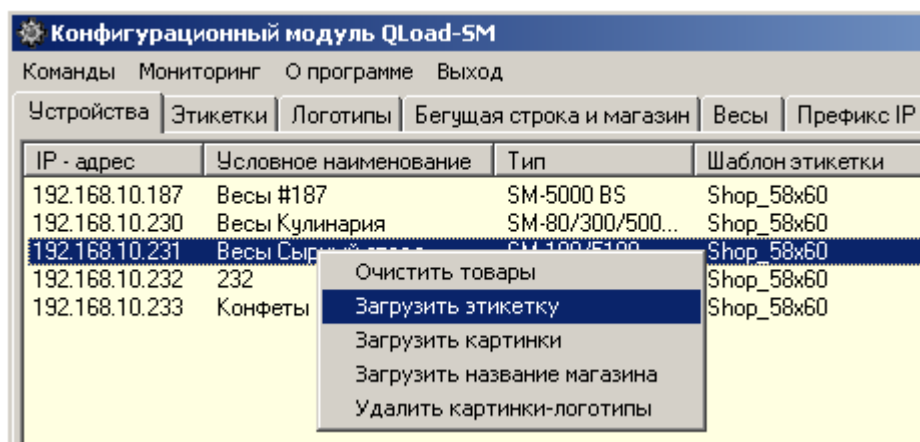 Конфигурационный модуль QLoad-SM
Команды Мониторинг О программе Выход
Устройства Этикетки Логотипы Бегущая строка и магазин Весы Префикс IP
IP - адрес Условное наименование Тип Шаблон этикетки
192.168.10.187 Весы #187 SM-5000 BS Shop_58x60
192.168.10.230 Весы Кулинария SM-80/300/500... Shop_58x60
192.168.10.231 Весы Shop_58x60
192.168.10.232 232 Shop_58x60
192.168.10.233 Конфеты Shop_58x60
Очистить товары
Загрузить этикетку
Загрузить картинки
Загрузить название магазина
Удалить картинки-логотипы